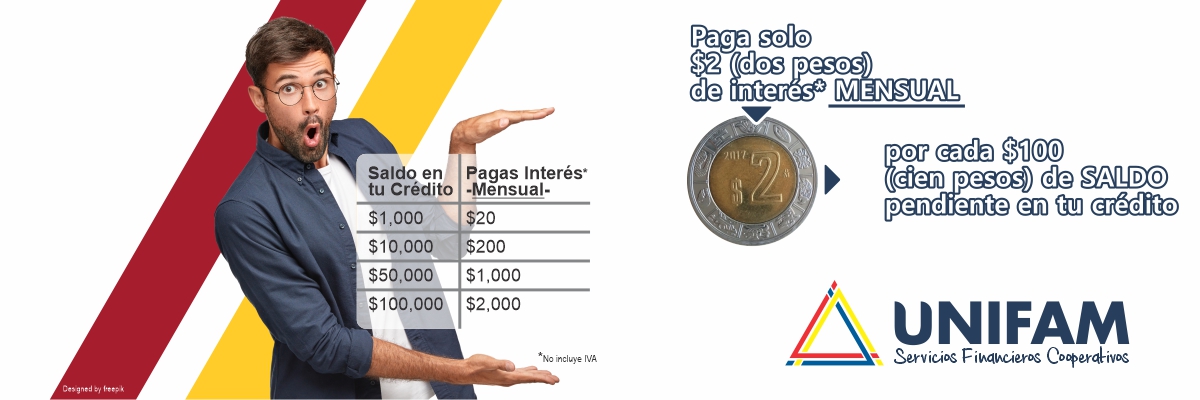 Saldo en
tu Crédito
Pagas Interés*
-Mensual-
$1,000 $20
$10,000 $200
$50,000 $1,000
$100,000 $2,000
*No incluye IVA
Designed by freepik
Paga solo
$2 (dos pesos)
de interés* MENSUAL
2017
$2
por cada $100
(cien pesos) de SALDO
pendiente en tu crédito
UNIFAM
Servicios Financieros Cooperativos